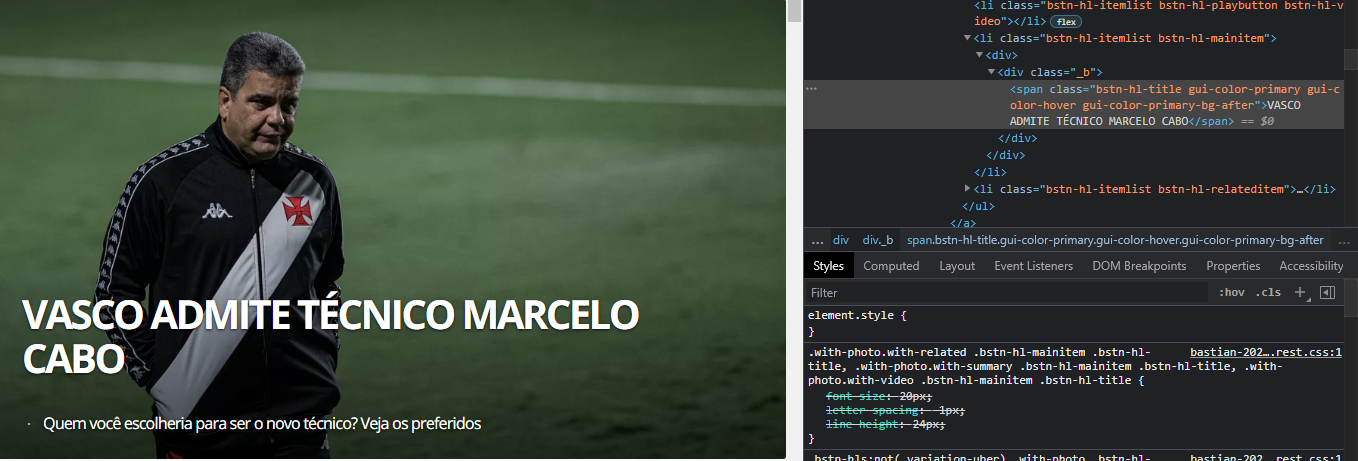 VASCO ADMITE TÉCNICO MARCELO
CABO
· Quem você escolheria para ser o novo técnico? Veja os preferidos
<li class="bstn-hl-itemlist bstn-hl-playbutton bstn-hl-v
ideo"></li> flex
<li class="bstn-hl-itemlist bstn-hl-mainitem">
<div>
<div class="_b">
<span class="bstn-hl-title gui-color-primary gui-c
olor-hover gui-color-primary-bg-after">VASCO
ADMITE TÉCNICO MARCELO CABO</span> == $0
</div>
</div>
</li>
<li class="bstn-hl-itemlist bstn-hl-relateditem">…</li>
</ul>
</a>
... div div._b span.bstn-hl-title.gui-color-primary.gui-color-hover.gui-color-primary-bg-after ...
Styles Computed Layout Event Listeners DOM Breakpoints Properties Accessibility
Filter :hov .cls +
element.style {
}
.with-photo.with-related .bstn-hl-mainitem .bstn-hl- bastian-202….rest.css:1
title, .with-photo.with-summary .bstn-hl-mainitem .bstn-hl-title, .with-
photo.with-video .bstn-hl-mainitem .bstn-hl-title {
font-size: 20px;
letter-spacing: -1px;
line-height: 24px;
}
.bstn-hls:not(.variation-uber) .with-photo .bstn-hl- bastian-202….rest.css:1